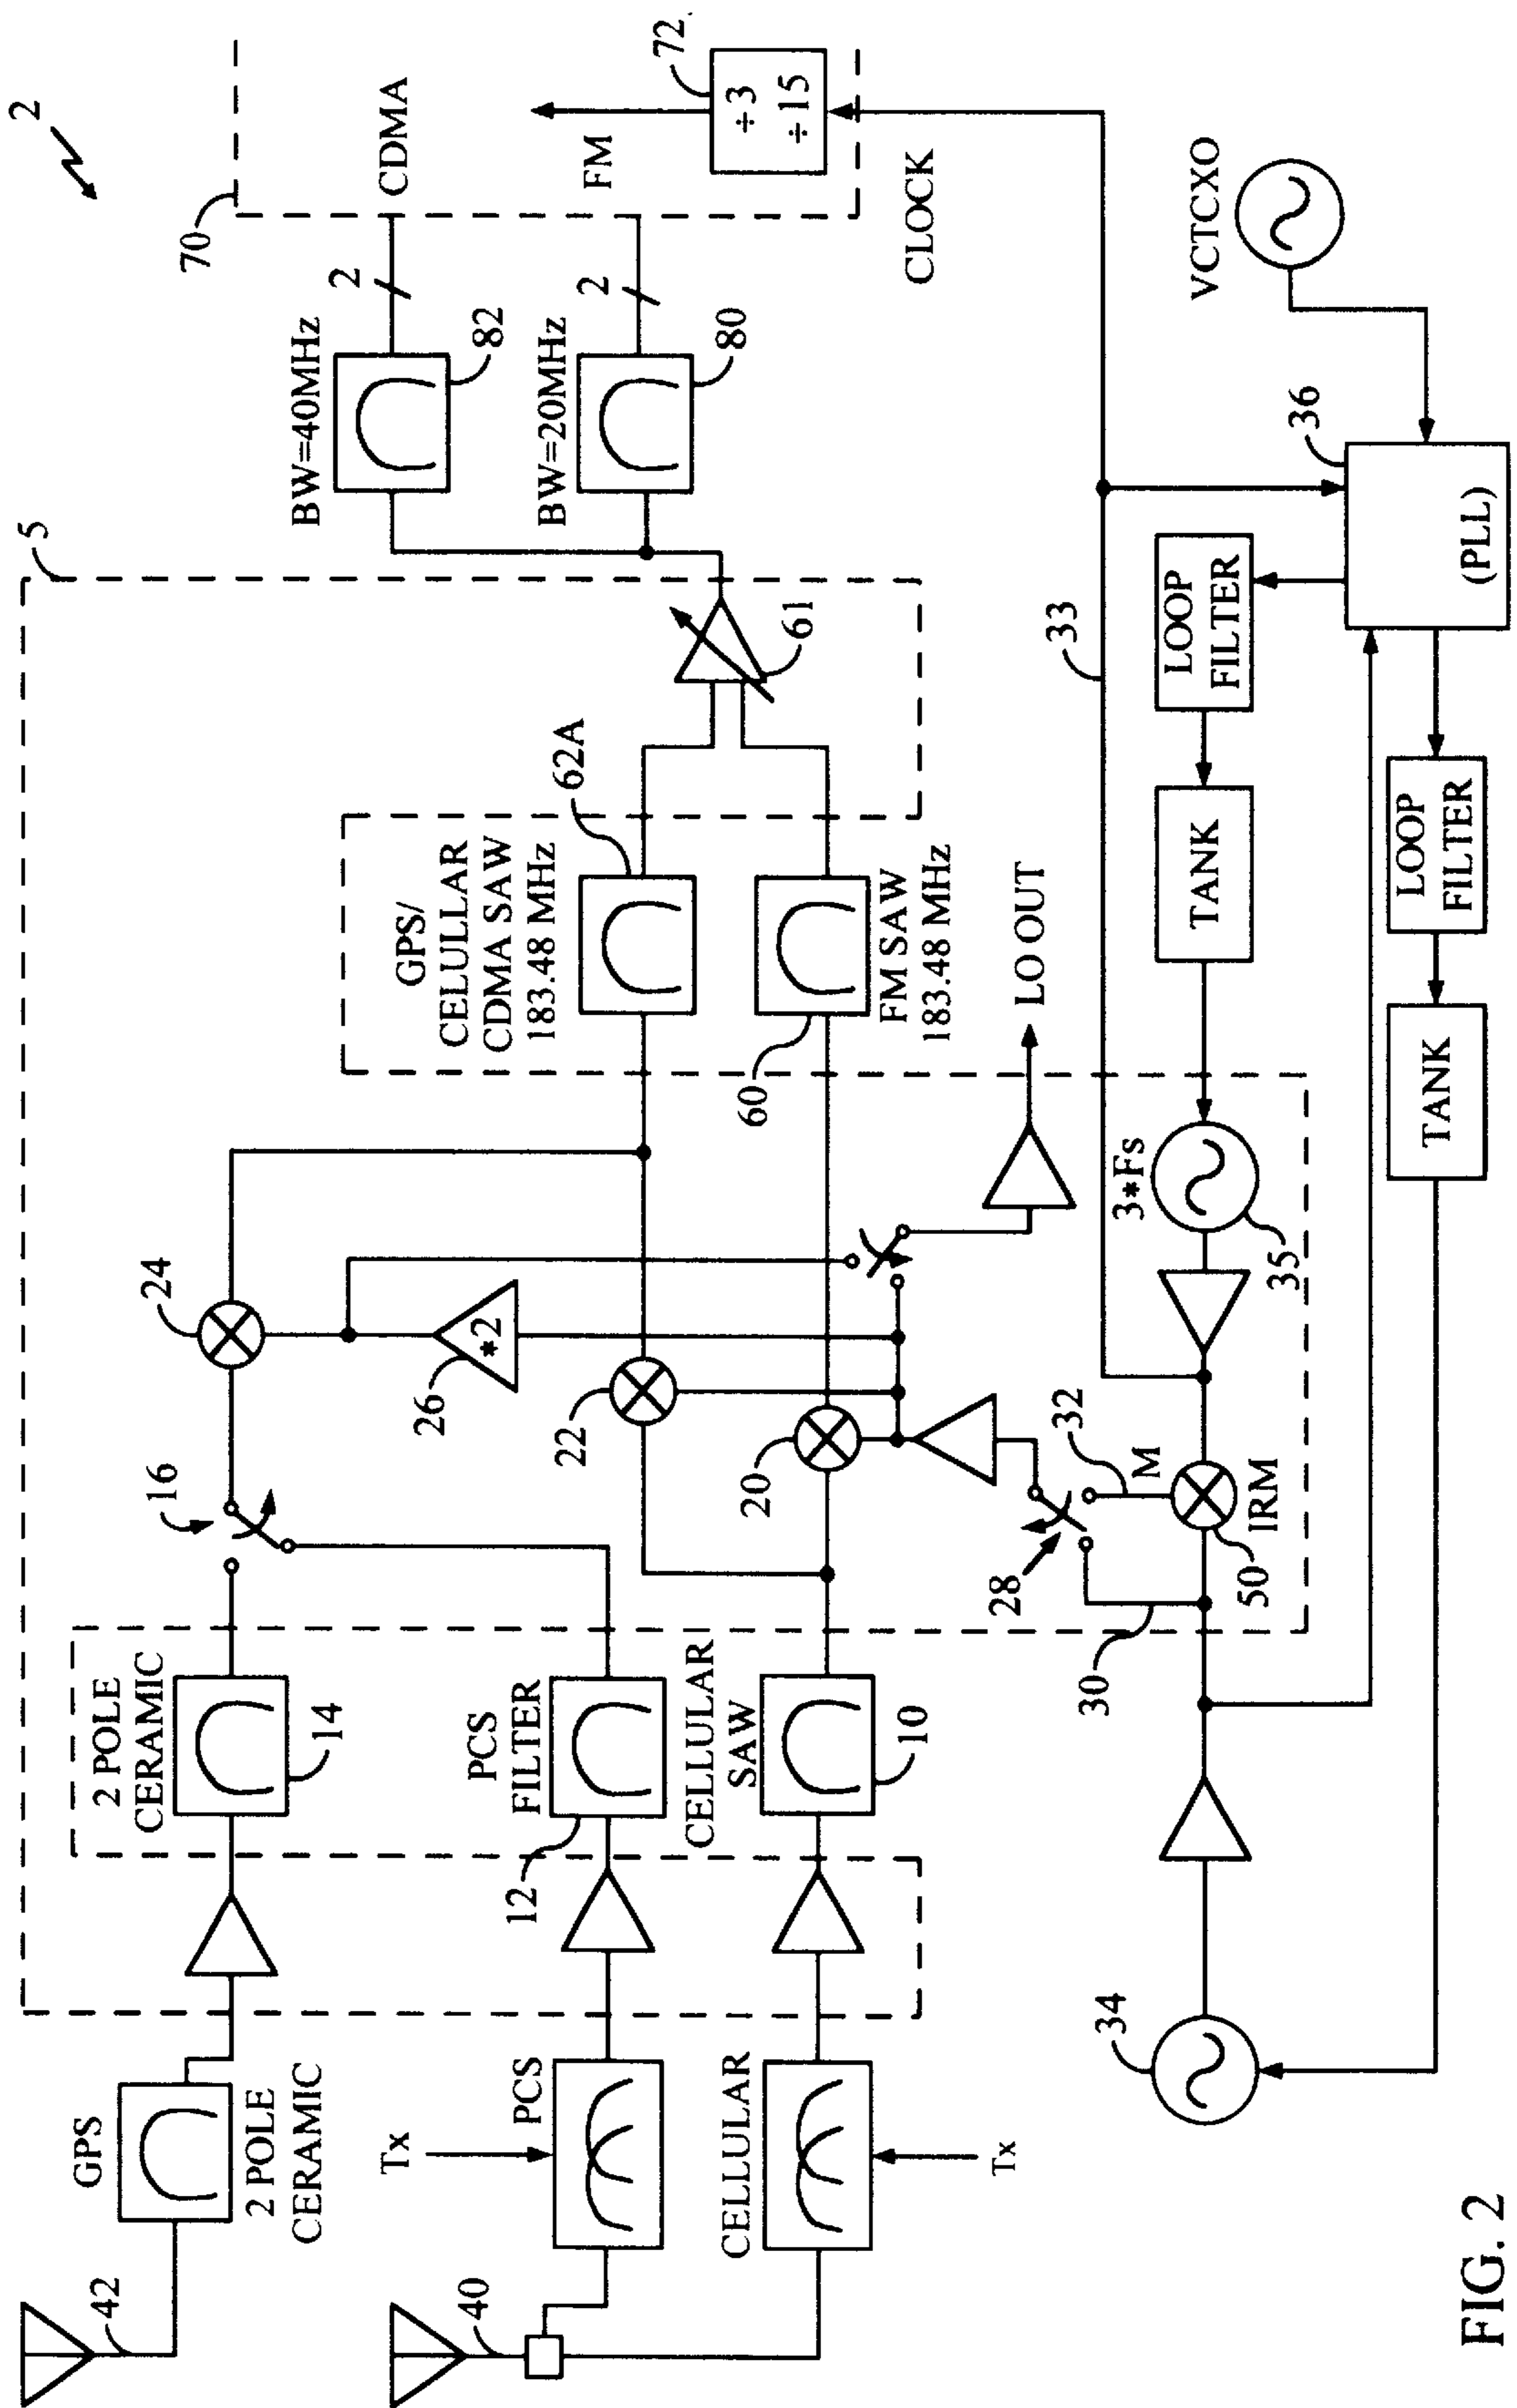 2
5
70
BW=40MHz
82
2
CDMA
BW=20MHz
80
2
FM
72
÷3
÷15
CLOCK
GPS
2 POLE
CERAMIC
42
2 POLE
CERAMIC
14
16
24
26
*2
GPS/
CELULLAR
CDMA SAW
183.48 MHz
62A
61
Tx
PCS
40
PCS
FILTER
12
22
CELLULAR
Tx
CELLULAR
SAW
10
20
60
FM SAW
183.48 MHz
LO OUT
28
32
M
30
50
IRM
3*Fs
35
33
TANK
LOOP
FILTER
VCTCXO
36
(PLL)
34
TANK
LOOP
FILTER
FIG. 2